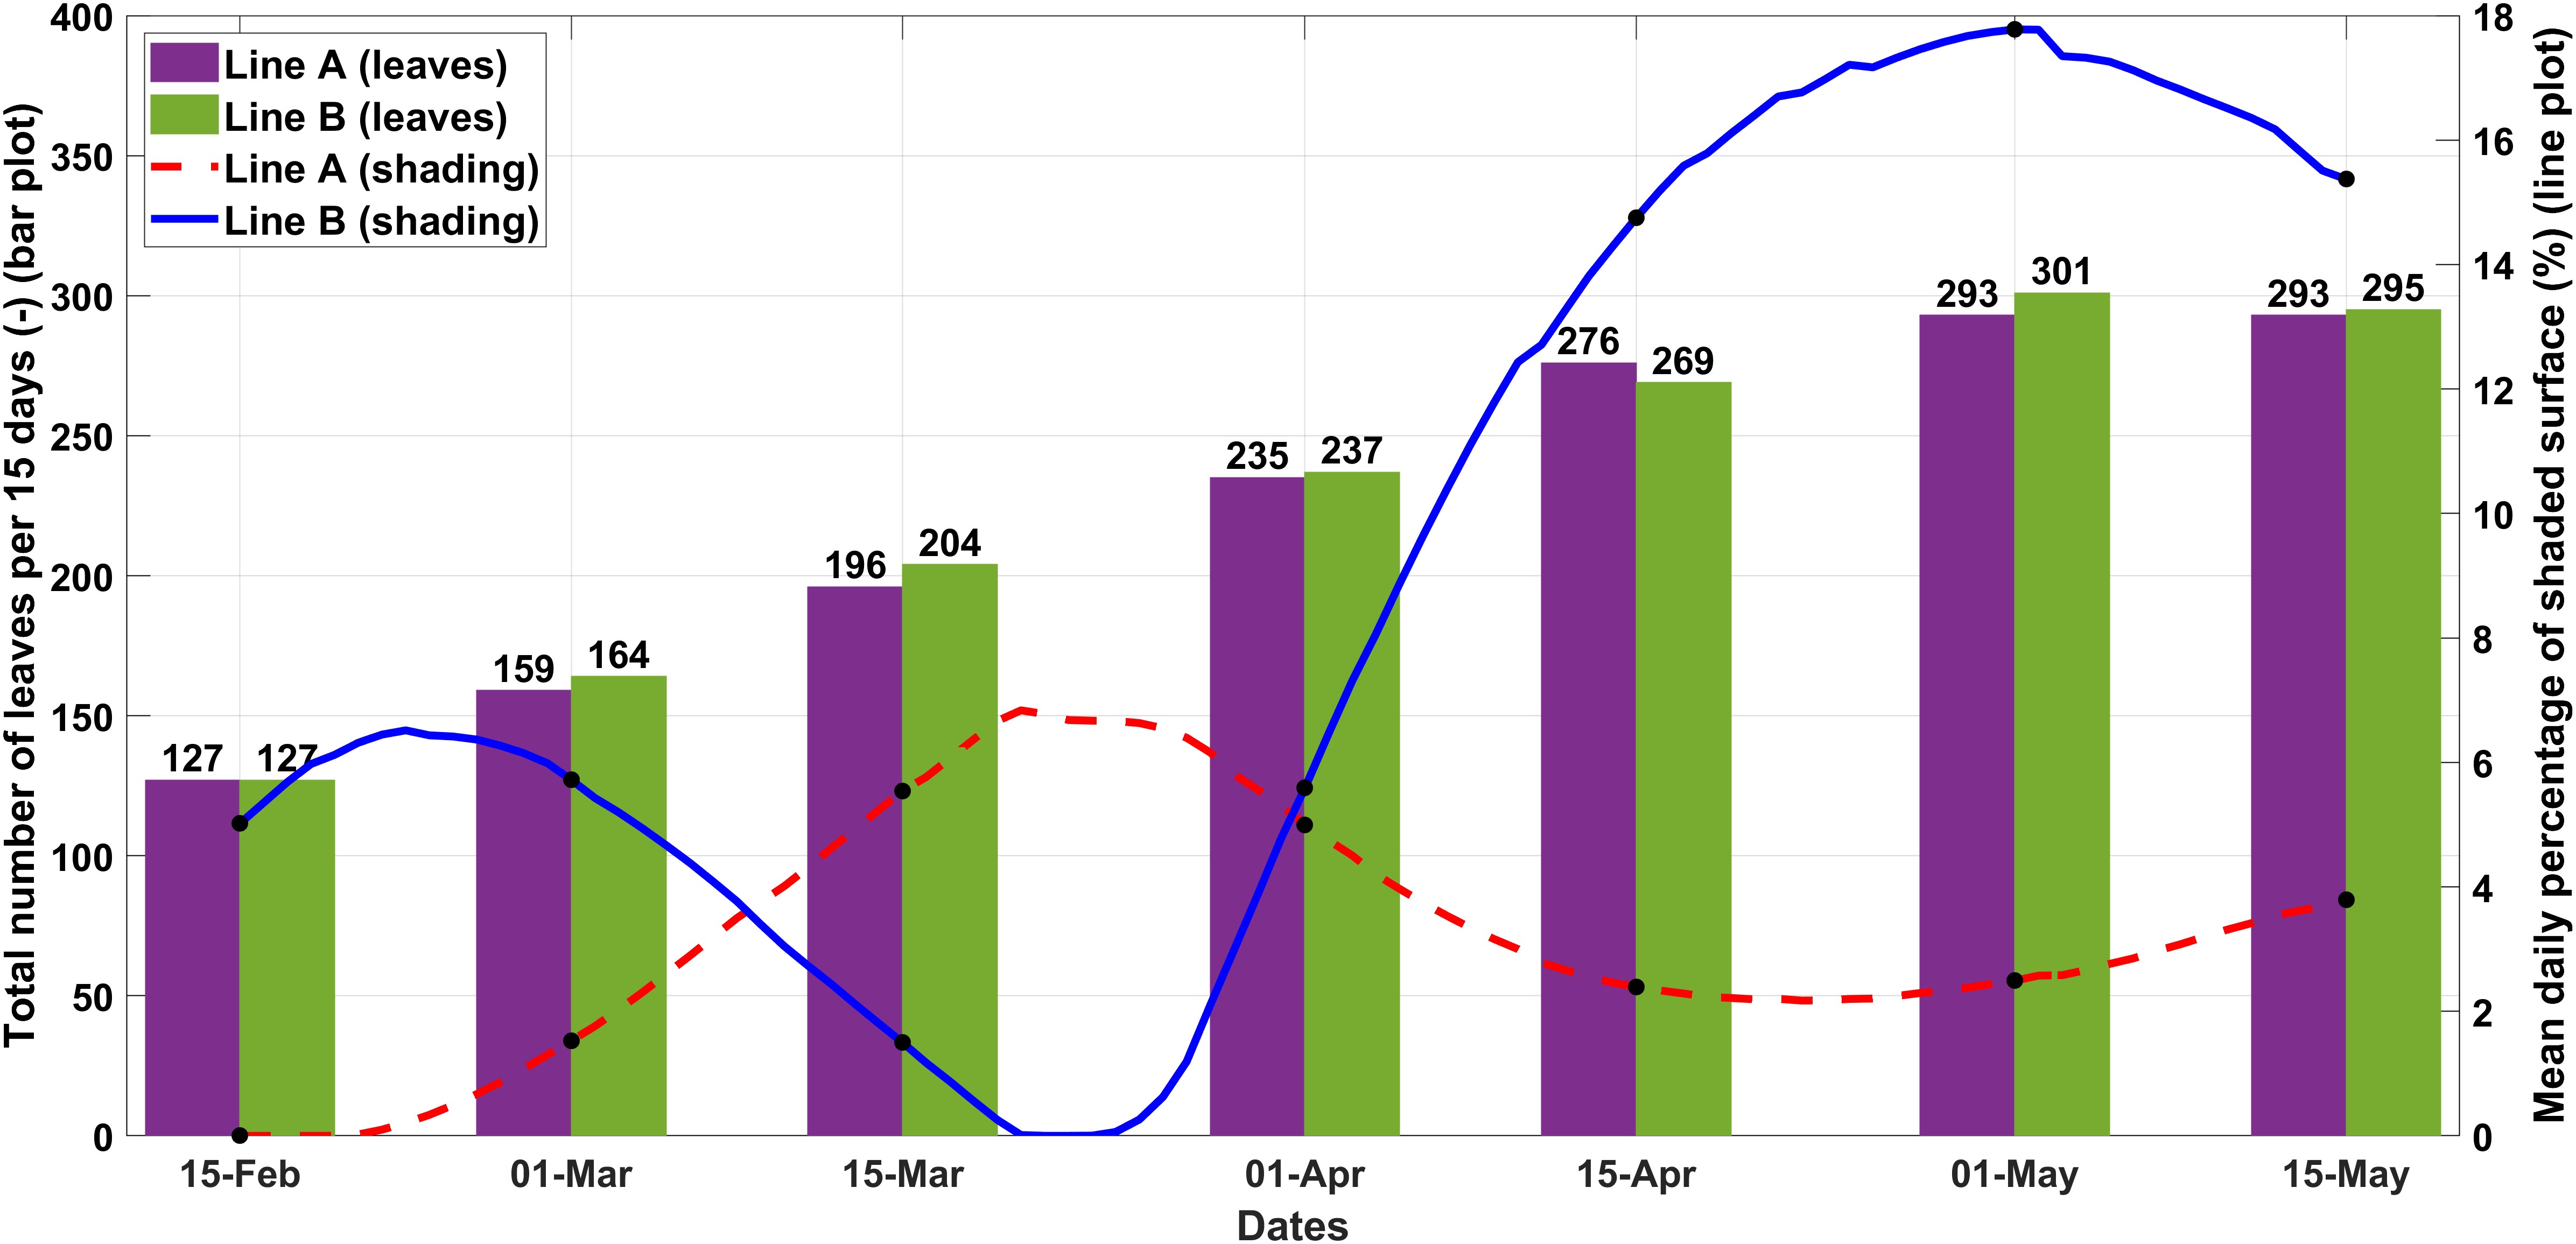 Total number of leaves per 15 days (-) (bar plot)
400
350
300
250
200
150
100
50
0
Line A (leaves)
Line B (leaves)
Line A (shading)
Line B (shading)
127
127
159
164
196
204
235
237
276
269
293
301
293
295
18
16
14
12
10
8
6
4
2
0
Mean daily percentage of shaded surface (%) (line plot)
15-Feb
01-Mar
15-Mar
01-Apr
15-Apr
01-May
15-May
Dates